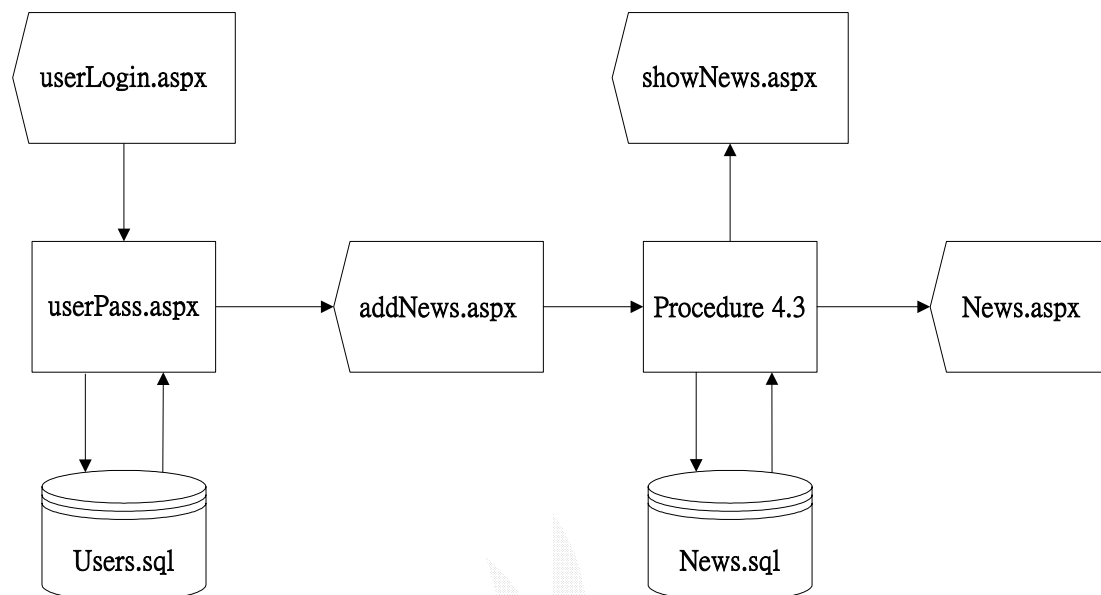 userLogin.aspx
showNews.aspx
userPass.aspx
addNews.aspx
Procedure 4.3
News.aspx
Users.sql
News.sql